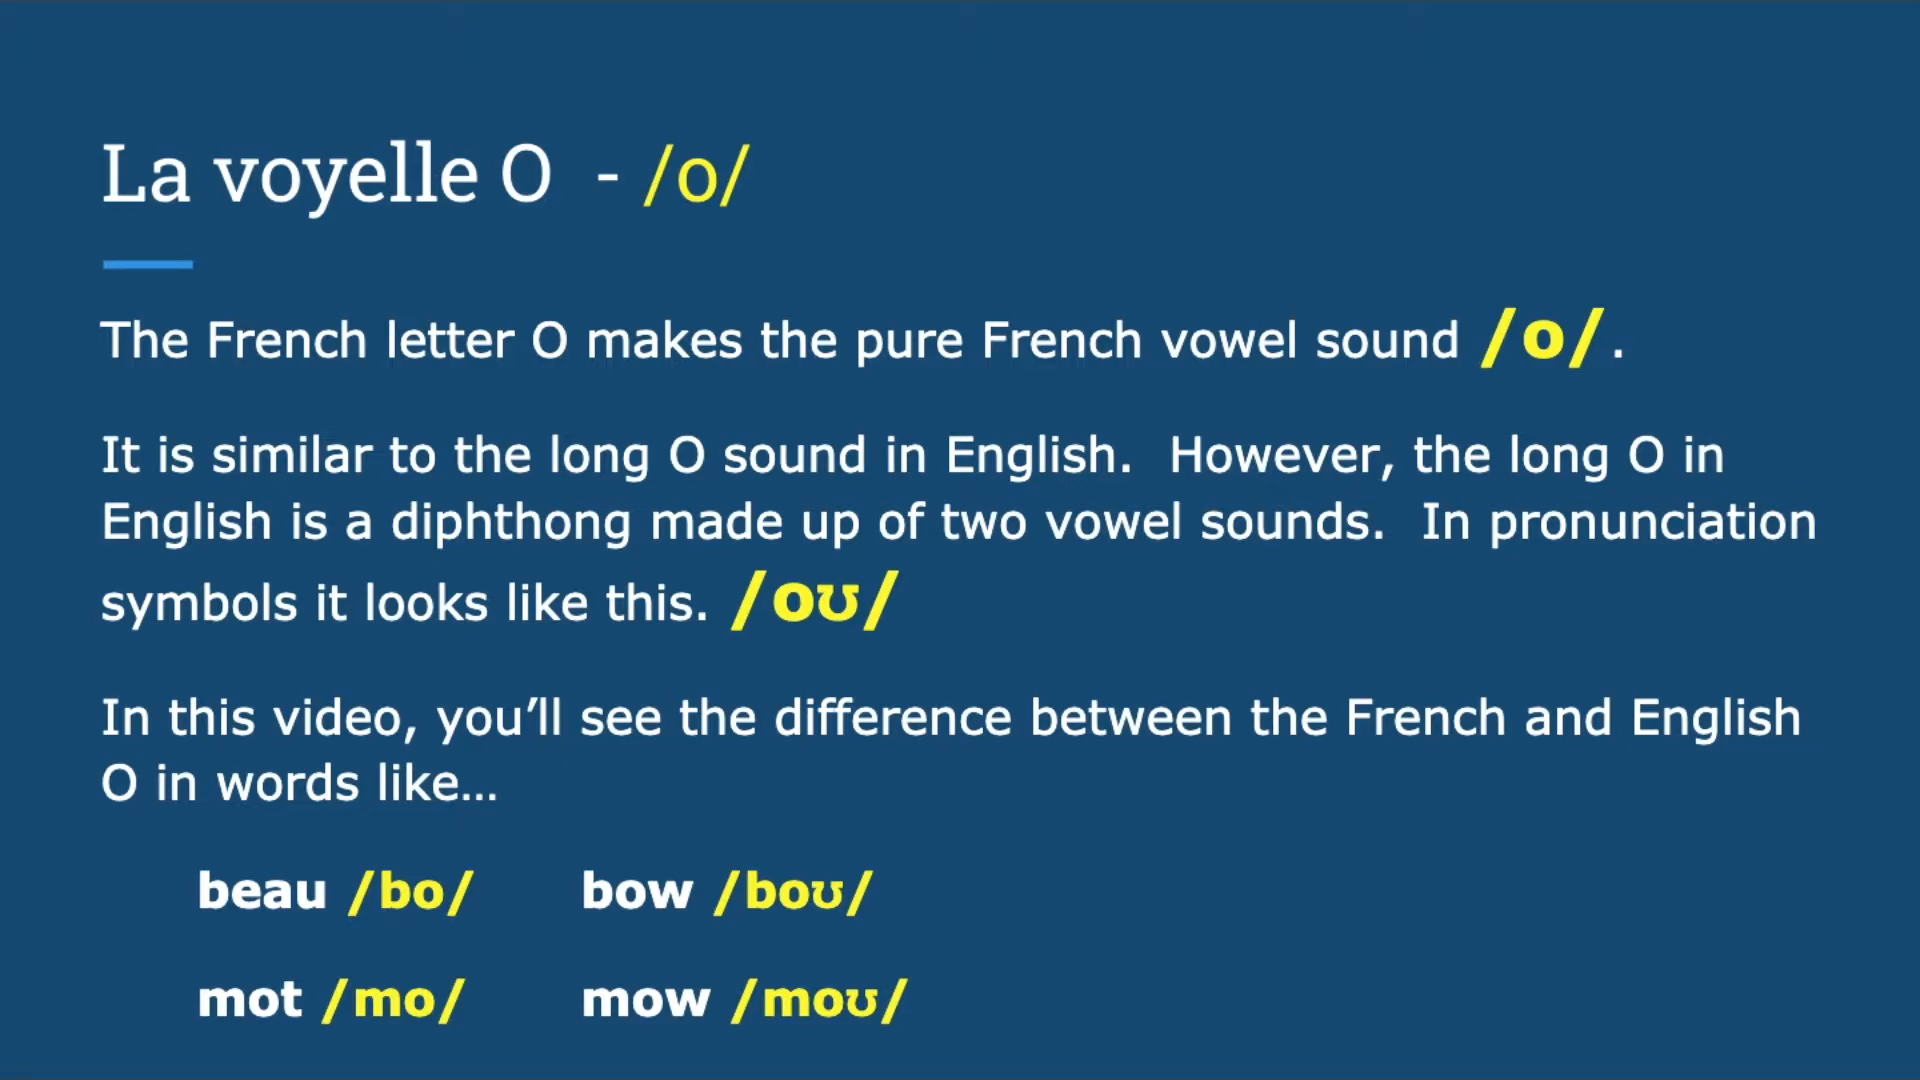 La voyelle O - /o/
The French letter O makes the pure French vowel sound /o/.
It is similar to the long O sound in English. However, the long O in
English is a diphthong made up of two vowel sounds. In pronunciation
symbols it looks like this. /oʊ/
In this video, you’ll see the difference between the French and English
O in words like...
beau /bo/ bow /boʊ/
mot /mo/ mow /moʊ/